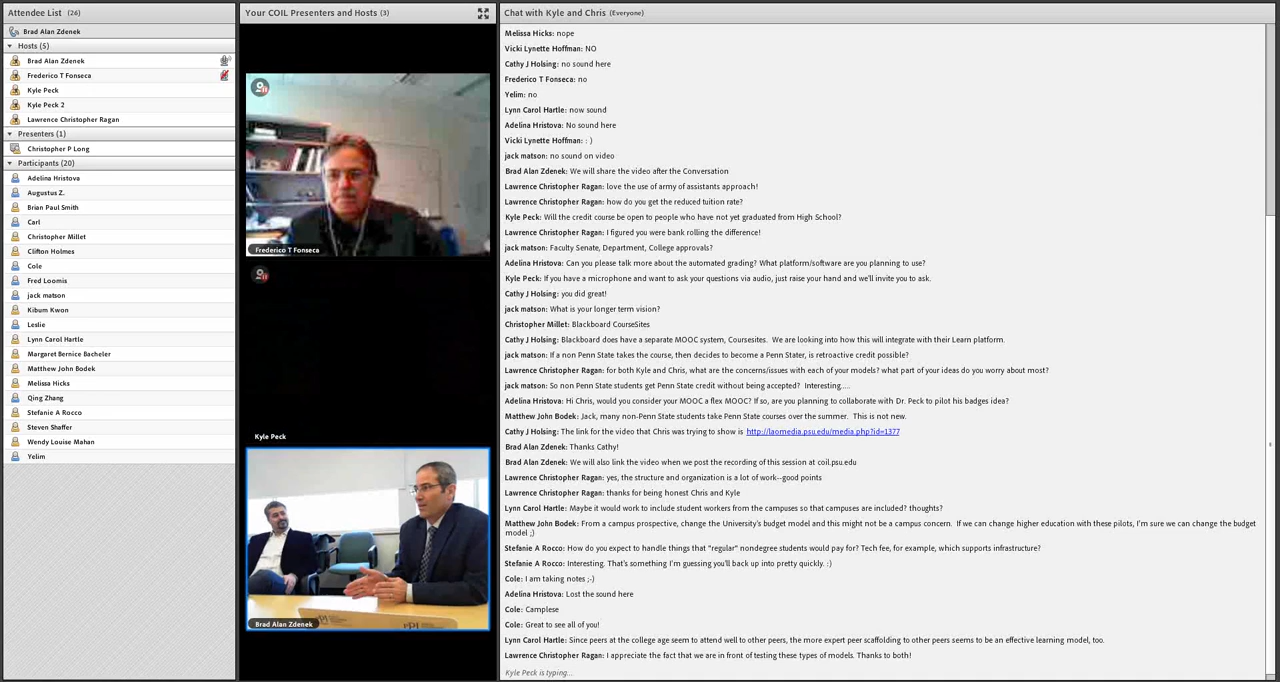 Attendee List (26)
Brad Alan Zdenek
Hosts (5)
Brad Alan Zdenek
Frederico T Fonseca
Kyle Peck
Kyle Peck 2
Lawrence Christopher Ragan
Presenters (1)
Christopher P Long
Participants (20)
Adelina Hristova
Augustus Z.
Brian Paul Smith
Carl
Christopher Millet
Clifton Holmes
Cole
Fred Loomis
jack matson
Kibum Kwon
Leslie
Lynn Carol Hartle
Margaret Bernice Bacheler
Matthew John Bodek
Melissa Hicks
Qing Zhang
Stefanie A Rocco
Steven Shaffer
Wendy Louise Mahan
Yelim
Your COIL Presenters and Hosts (3)
Frederico T Fonseca
Kyle Peck
Brad Alan Zdenek
Chat with Kyle and Chris (Everyone)
Melissa Hicks: nope
Vicki Lynette Hoffman: NO
Cathy J Holsing: no sound here
Frederico T Fonseca: no
Yelim: no
Lynn Carol Hartle: now sound
Adelina Hristova: No sound here
Vicki Lynette Hoffman: : )
jack matson: no sound on video
Brad Alan Zdenek: We will share the video after the Conversation
Lawrence Christopher Ragan: love the use of army of assistants approach!
Lawrence Christopher Ragan: how do you get the reduced tuition rate?
Kyle Peck: Will the credit course be open to people who have not yet graduated from High School?
Lawrence Christopher Ragan: I figured you were bank rolling the difference!
jack matson: Faculty Senate, Department, College approvals?
Adelina Hristova: Can you please talk more about the automated grading? What platform/software are you planning to use?
Kyle Peck: If you have a microphone and want to ask your questions via audio, just raise your hand and we'll invite you to ask.
Cathy J Holsing: you did great!
jack matson: What is your longer term vision?
Christopher Millet: Blackboard CourseSites
Cathy J Holsing: Blackboard does have a separate MOOC system, Coursesites. We are looking into how this will integrate with their Learn platform.
jack matson: If a non Penn State takes the course, then decides to become a Penn Stater, is retroactive credit possible?
Lawrence Christopher Ragan: for both Kyle and Chris, what are the concerns/issues with each of your models? what part of your ideas do you worry about most?
jack matson: So non Penn State students get Penn State credit without being accepted? Interesting....
Adelina Hristova: Hi Chris, would you consider your MOOC a flex MOOC? If so, are you planning to collaborate with Dr. Peck to pilot his badges idea?
Matthew John Bodek: Jack, many non-Penn State students take Penn State courses over the summer. This is not new.
Cathy J Holsing: The link for the video that Chris was trying to show is http://laomedia.psu.edu/media.php?id=1377
Brad Alan Zdenek: Thanks Cathy!
Brad Alan Zdenek: We will also link the video when we post the recording of this session at coil.psu.edu
Lawrence Christopher Ragan: yes, the structure and organization is a lot of work--good points
Lawrence Christopher Ragan: thanks for being honest Chris and Kyle
Lynn Carol Hartle: Maybe it would work to include student workers from the campuses so that campuses are included? thoughts?
Matthew John Bodek: From a campus prospective, change the University's budget model and this might not be a campus concern. If we can change higher education with these pilots, I'm sure we can change the budget
model ;)
Stefanie A Rocco: How do you expect to handle things that "regular" nondegree students would pay for? Tech fee, for example, which supports infrastructure?
Stefanie A Rocco: Interesting. That's something I'm guessing you'll back up into pretty quickly. :)
Cole: I am taking notes ;-)
Adelina Hristova: Lost the sound here
Cole: Camplese
Cole: Great to see all of you!
Lynn Carol Hartle: Since peers at the college age seem to attend well to other peers, the more expert peer scaffolding to other peers seems to be an effective learning model, too.
Lawrence Christopher Ragan: I appreciate the fact that we are in front of testing these types of models. Thanks to both!
Kyle Peck is typing...